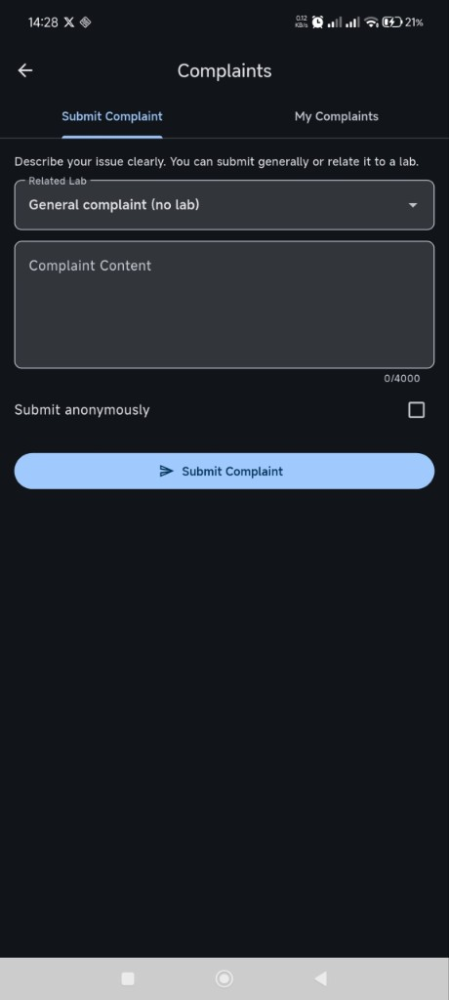 14:28
0.12
KB/s
21%
Complaints
Submit Complaint
My Complaints
Describe your issue clearly. You can submit generally or relate it to a lab.
Related Lab
General complaint (no lab)
Complaint Content
0/4000
Submit anonymously
Submit Complaint